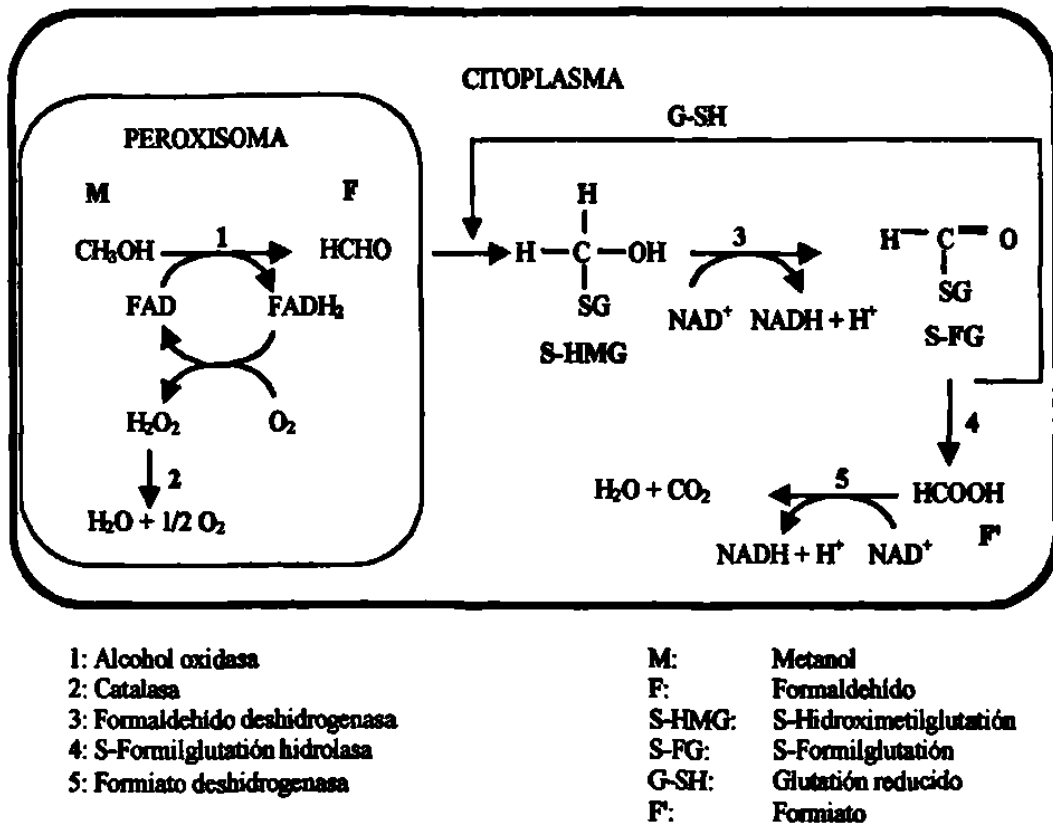 CITOPLASMA
G-SH
PEROXISOMA
M
F
CH₃OH
1
HCHO
FAD
FADH₂
H₂O₂
O₂
2
H₂O + 1/2 O₂
H
H — C — OH
SG
S-HMG
3
NAD⁺
NADH + H⁺
H — C = O
SG
S-FG
4
HCOOH
F'
5
H₂O + CO₂
NADH + H⁺
NAD⁺
1: Alcohol oxidasa
2: Catalasa
3: Formaldehído deshidrogenasa
4: S-Formilglutatión hidrolasa
5: Formiato deshidrogenasa
M: Metanol
F: Formaldehído
S-HMG: S-Hidroximetilglutatión
S-FG: S-Formilglutatión
G-SH: Glutatión reducido
F': Formiato